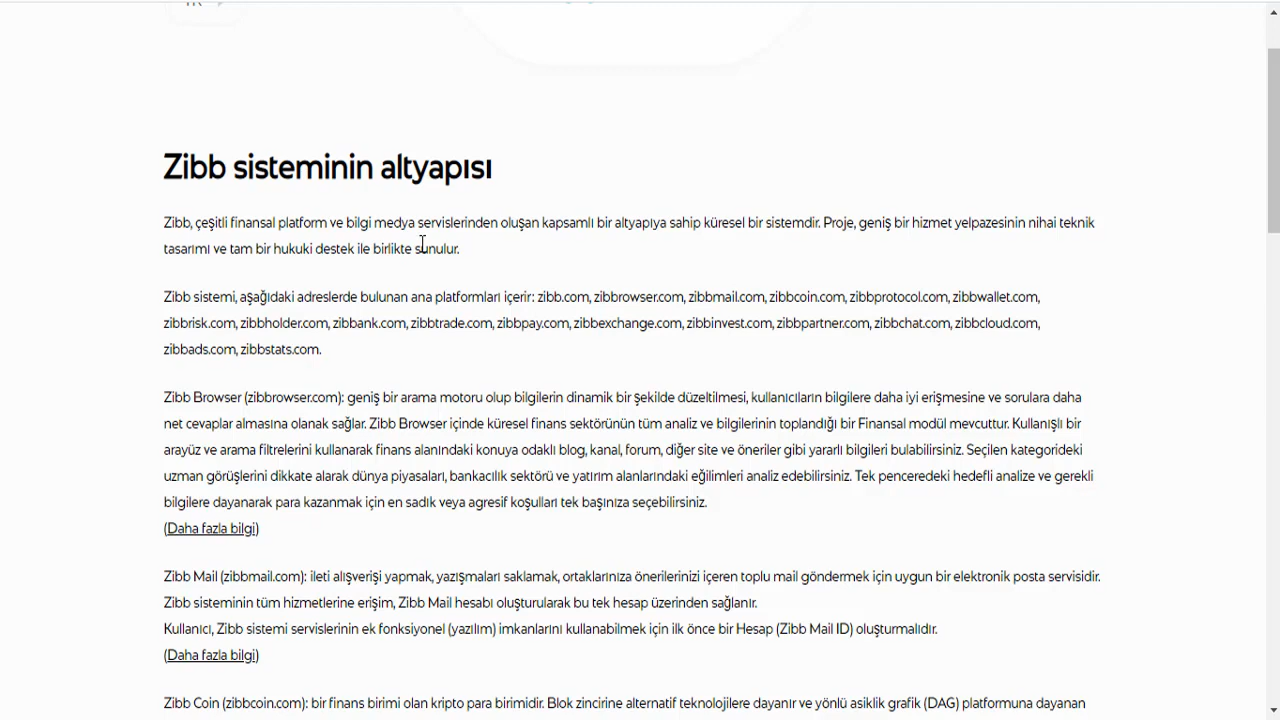 Zibb sisteminin altyapısı
Zibb, çeşitli finansal platform ve bilgi medya servislerinden oluşan kapsamlı bir altyapıya sahip küresel bir sistemdir. Proje, geniş bir hizmet yelpazesinin nihai teknik
tasarımı ve tam bir hukuki destek ile birlikte sunulur.
Zibb sistemi, aşağıdaki adreslerde bulunan ana platformları içerir: zibb.com, zibbrowser.com, zibbmail.com, zibbcoin.com, zibbprotocol.com, zibbwallet.com,
zibbrisk.com, zibbholder.com, zibbank.com, zibbtrade.com, zibbpay.com, zibbexchange.com, zibbinvest.com, zibbpartner.com, zibbchat.com, zibbcloud.com,
zibbads.com, zibbstats.com.
Zibb Browser (zibbrowser.com): geniş bir arama motoru olup bilgilerin dinamik bir şekilde düzeltilmesi, kullanıcıların bilgilere daha iyi erişmesine ve sorulara daha
net cevaplar almasına olanak sağlar. Zibb Browser içinde küresel finans sektörünün tüm analiz ve bilgilerinin toplandığı bir Finansal modül mevcuttur. Kullanışlı bir
arayüz ve arama filtrelerini kullanarak finans alanındaki konuya odaklı blog, kanal, forum, diğer site ve öneriler gibi yararlı bilgileri bulabilirsiniz. Seçilen kategorideki
uzman görüşlerini dikkate alarak dünya piyasaları, bankacılık sektörü ve yatırım alanlarındaki eğilimleri analiz edebilirsiniz. Tek penceredeki hedefli analize ve gerekli
bilgilere dayanarak para kazanmak için en sadık veya agresif koşulları tek başınıza seçebilirsiniz.
(Daha fazla bilgi)
Zibb Mail (zibbmail.com): ileti alışverişi yapmak, yazışmaları saklamak, ortaklarınıza önerilerinizi içeren toplu mail göndermek için uygun bir elektronik posta servisidir.
Zibb sisteminin tüm hizmetlerine erişim, Zibb Mail hesabı oluşturularak bu tek hesap üzerinden sağlanır.
Kullanıcı, Zibb sistemi servislerinin ek fonksiyonel (yazılım) imkanlarını kullanabilmek için ilk önce bir Hesap (Zibb Mail ID) oluşturmalıdır.
(Daha fazla bilgi)
Zibb Coin (zibbcoin.com): bir finans birimi olan kripto para birimidir. Blok zincirine alternatif teknolojilere dayanır ve yönlü asiklik grafik (DAG) platformuna dayanan